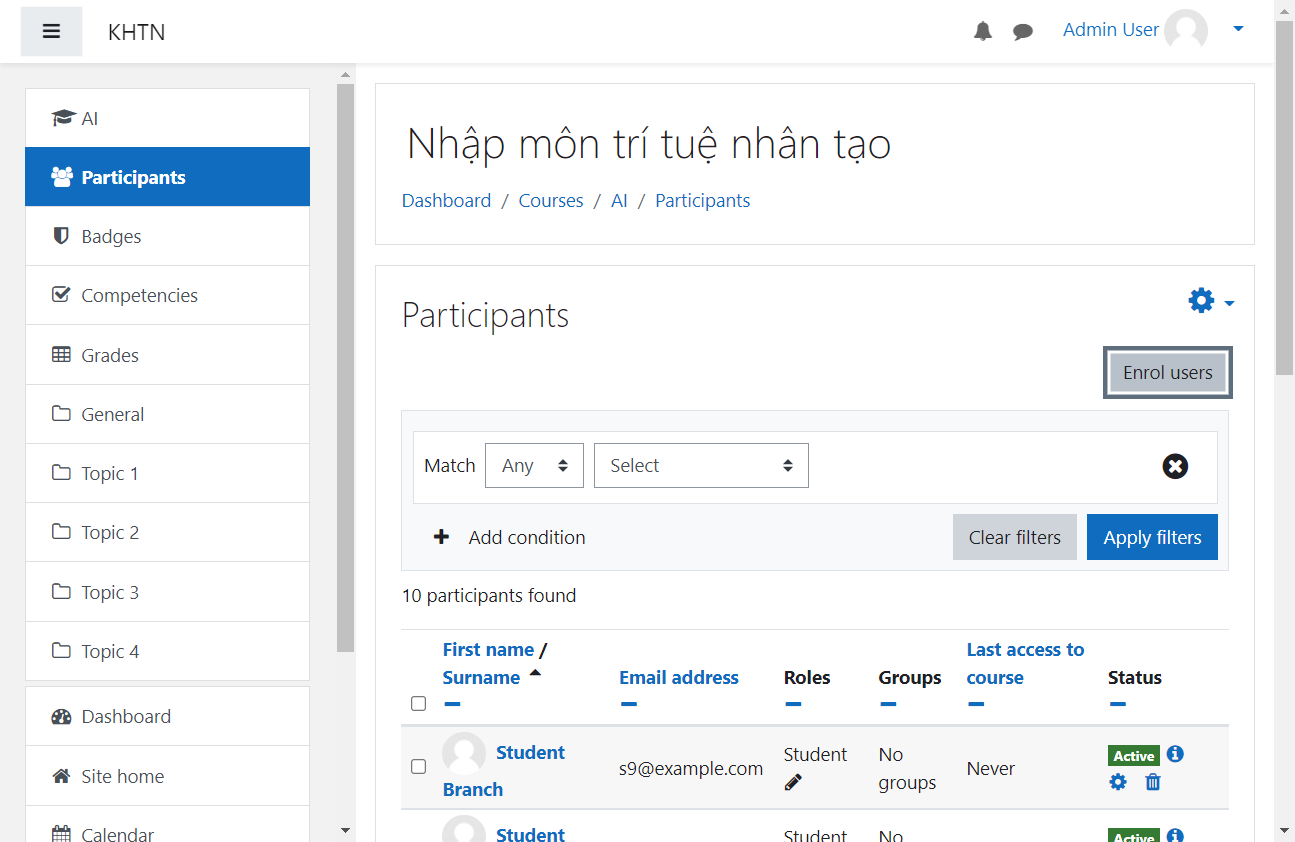 KHTN
Admin User
AI
Participants
Badges
Competencies
Grades
General
Topic 1
Topic 2
Topic 3
Topic 4
Dashboard
Site home
Calendar
Nhập môn trí tuệ nhân tạo
Dashboard / Courses / AI / Participants
Participants
Enrol users
Match Any Select
Add condition
Clear filters Apply filters
10 participants found
First name / Surname Email address Roles Groups Last access to course Status
Student Branch s9@example.com Student No groups Never Active
Student Student No Active